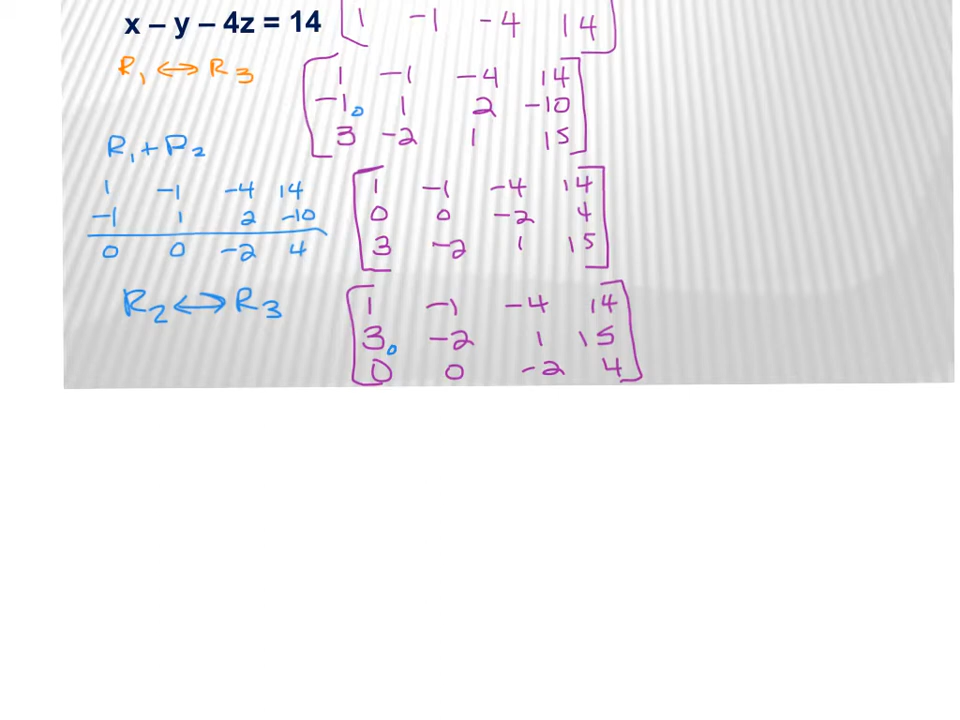 x – y – 4z = 14 [1 -1 -4 14]
R1 ↔ R3
[1 -1 -4 14
-1 0 1 2 -10
3 -2 1 15]
R1 + R2
1 -1 -4 14
-1 1 2 -10
0 0 -2 4
[1 -1 -4 14
0 0 -2 4
3 -2 1 15]
R2 ↔ R3
[1 -1 -4 14
3 0 -2 1 15
0 0 -2 4]